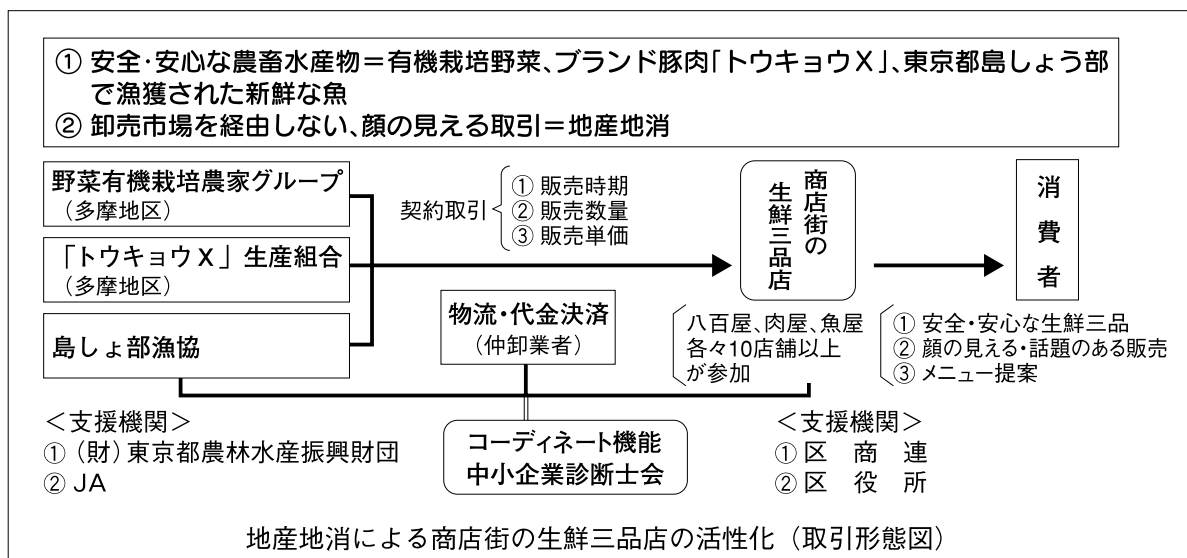 ① 安全・安心な農畜水産物＝有機栽培野菜、ブランド豚肉「トウキョウX」、東京都島しょう部
で漁獲された新鮮な魚
② 卸売市場を経由しない、顔の見える取引＝地産地消
野菜有機栽培農家グループ
（多摩地区）
「トウキョウX」生産組合
（多摩地区）
島しょ部漁協
契約取引
① 販売時期
② 販売数量
③ 販売単価
物流・代金決済
（仲卸業者）
商店街の
生鮮三品店
八百屋、肉屋、魚屋
各々10店舗以上
が参加
消費者
① 安全・安心な生鮮三品
② 顔の見える・話題のある販売
③ メニュー提案
＜支援機関＞
①（財）東京都農林水産振興財団
② JA
コーディネート機能
中小企業診断士会
＜支援機関＞
① 区商連
② 区役所
地産地消による商店街の生鮮三品店の活性化（取引形態図）